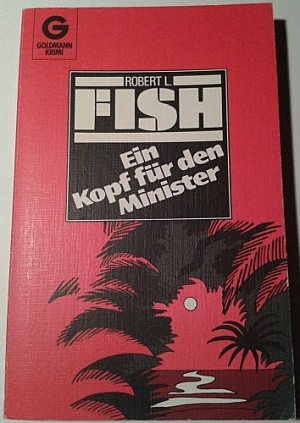 G
GOLDMANN
KRIMI
ROBERT L.
FISH
Ein
Kopf für den
Minister